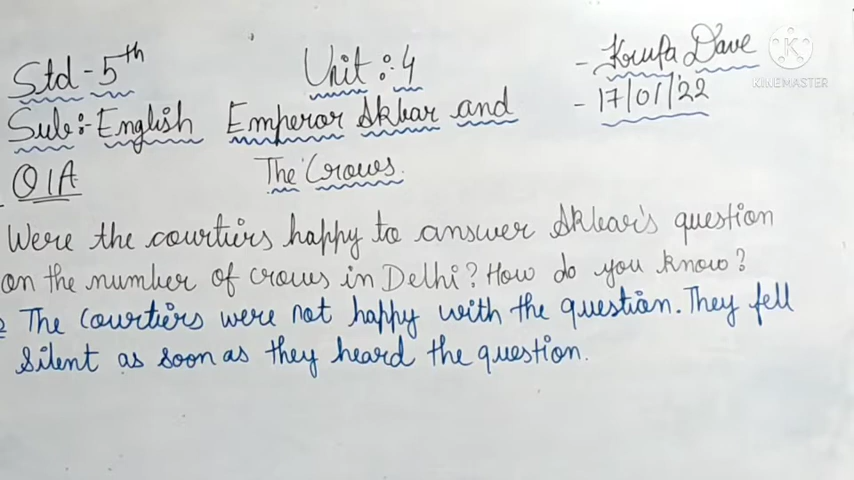 Std - 5th
Unit : 4
- Krupa Dave
KINEMASTER
Sub :- English
Emperor Akbar and
- 17/01/22
The Crows.
Q1A
Were the courtiers happy to answer Akbar's question
on the number of crows in Delhi? How do you know?
The Courtiers were not happy with the question. They fell
silent as soon as they heard the question.